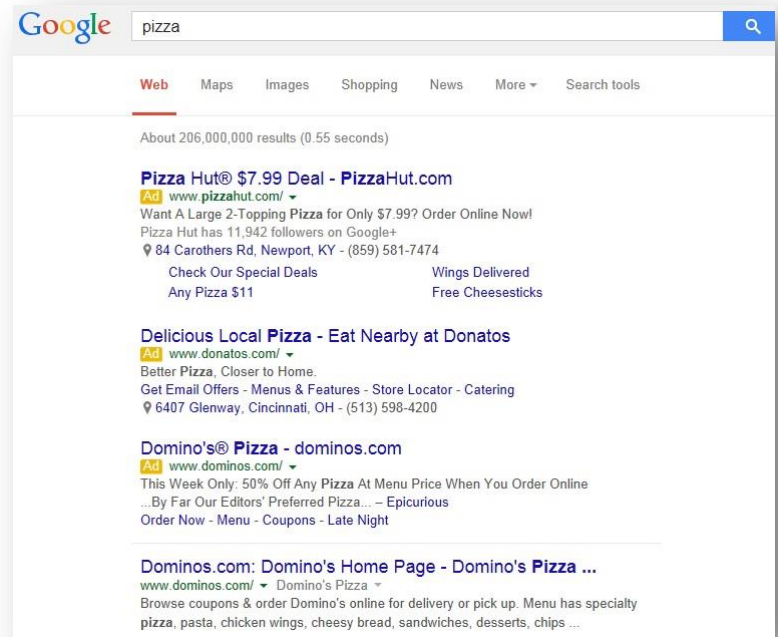 Google pizza
Web Maps Images Shopping News More Search tools
About 206,000,000 results (0.55 seconds)
Pizza Hut® $7.99 Deal - PizzaHut.com
Ad www.pizzahut.com/
Want A Large 2-Topping Pizza for Only $7.99? Order Online Now!
Pizza Hut has 11,942 followers on Google+
84 Carothers Rd, Newport, KY - (859) 581-7474
Check Our Special Deals Wings Delivered
Any Pizza $11 Free Cheesesticks
Delicious Local Pizza - Eat Nearby at Donatos
Ad www.donatos.com/
Better Pizza, Closer to Home.
Get Email Offers - Menus & Features - Store Locator - Catering
6407 Glenway, Cincinnati, OH - (513) 598-4200
Domino's® Pizza - dominos.com
Ad www.dominos.com/
This Week Only: 50% Off Any Pizza At Menu Price When You Order Online
...By Far Our Editors' Preferred Pizza... – Epicurious
Order Now - Menu - Coupons - Late Night
Dominos.com: Domino's Home Page - Domino's Pizza ...
www.dominos.com/ Domino's Pizza
Browse coupons & order Domino's online for delivery or pick up. Menu has specialty
pizza, pasta, chicken wings, cheesy bread, sandwiches, desserts, chips ...